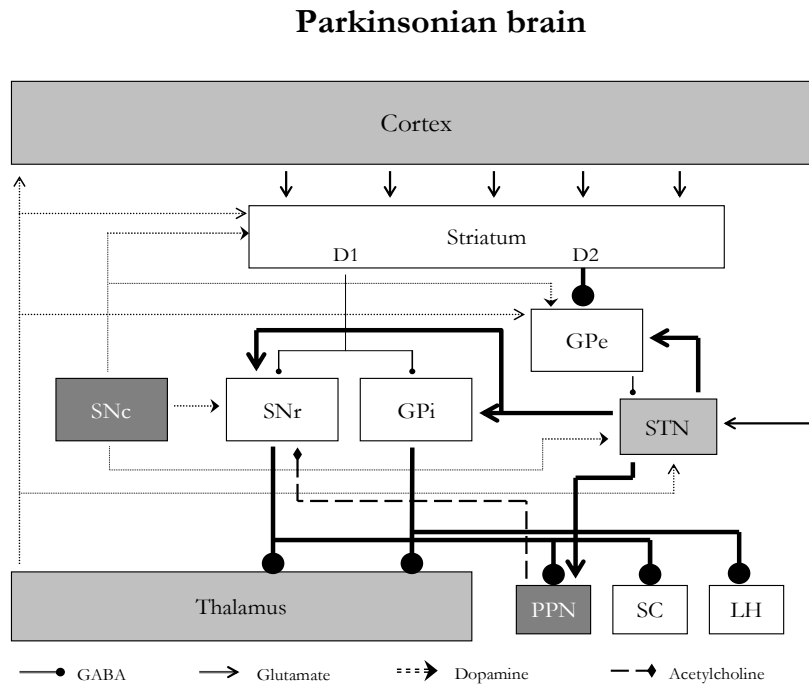 Parkinsonian brain
Cortex
Striatum
D1
D2
GPe
SNc
SNr
GPi
STN
Thalamus
PPN
SC
LH
GABA
Glutamate
Dopamine
Acetylcholine